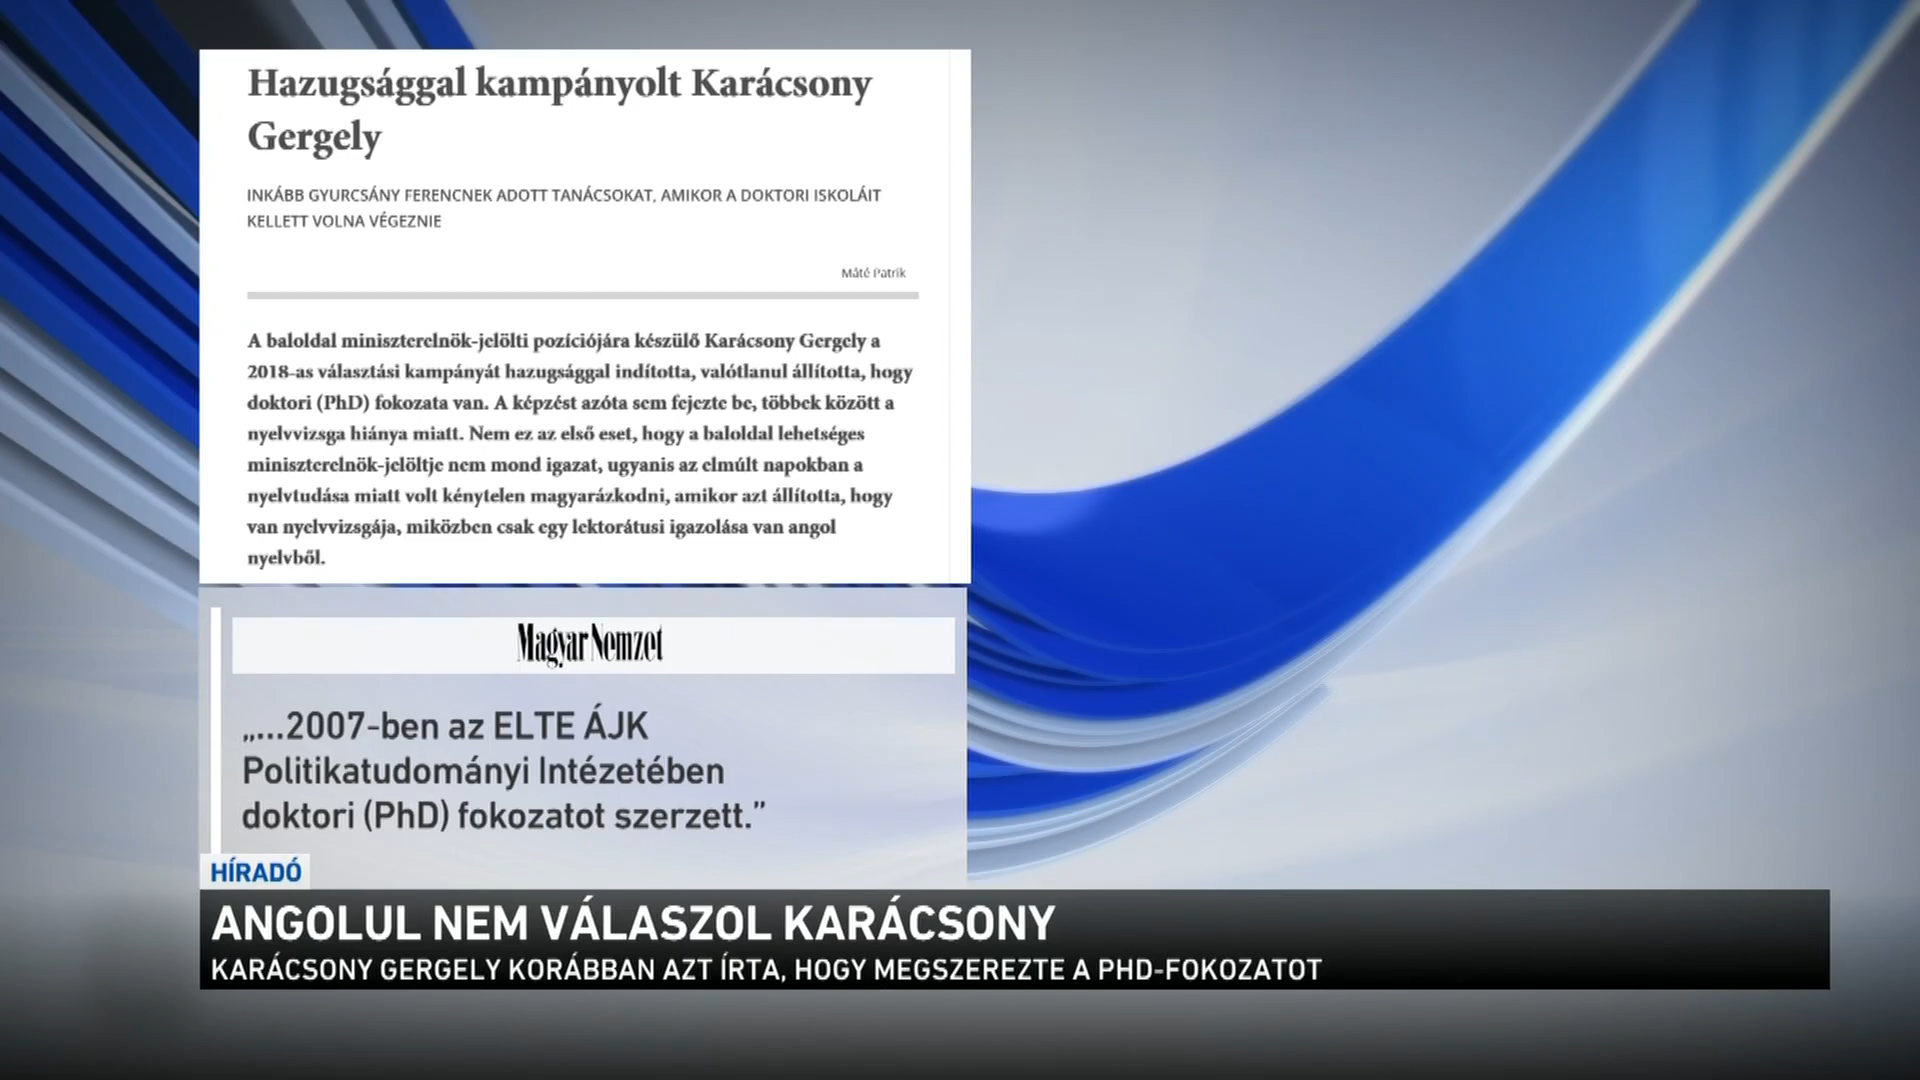 Hazugsággal kampányolt Karácsony
Gergely
INKÁBB GYURCSÁNY FERENCNEK ADOTT TANÁCSOKAT, AMIKOR A DOKTORI ISKOLÁIT
KELLETT VOLNA VÉGEZNIE
Máté Patrik
A baloldal miniszterelnök-jelölti pozíciójára készülő Karácsony Gergely a
2018-as választási kampányát hazugsággal indította, valótlanul állította, hogy
doktori (PhD) fokozata van. A képzést azóta sem fejezte be, többek között a
nyelvvizsga hiánya miatt. Nem ez az első eset, hogy a baloldal lehetséges
miniszterelnök-jelöltje nem mond igazat, ugyanis az elmúlt napokban a
nyelvtudása miatt volt kénytelen magyarázkodni, amikor azt állította, hogy
van nyelvvizsgája, miközben csak egy lektorátusi igazolása van angol
nyelvből.
Magyar Nemzet
„...2007-ben az ELTE ÁJK
Politikatudományi Intézetében
doktori (PhD) fokozatot szerzett.”
HÍRADÓ
ANGOLUL NEM VÁLASZOL KARÁCSONY
KARÁCSONY GERGELY KORÁBBAN AZT ÍRTA, HOGY MEGSZEREZTE A PHD-FOKOZATOT